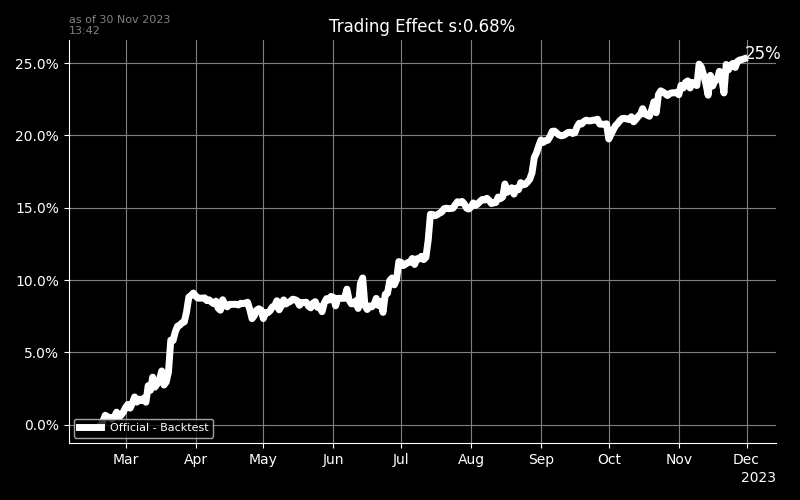 as of 30 Nov 2023
13:42
Trading Effect s:0.68%
25%
25.0%
20.0%
15.0%
10.0%
5.0%
0.0%
Official - Backtest
Mar Apr May Jun Jul Aug Sep Oct Nov Dec
2023